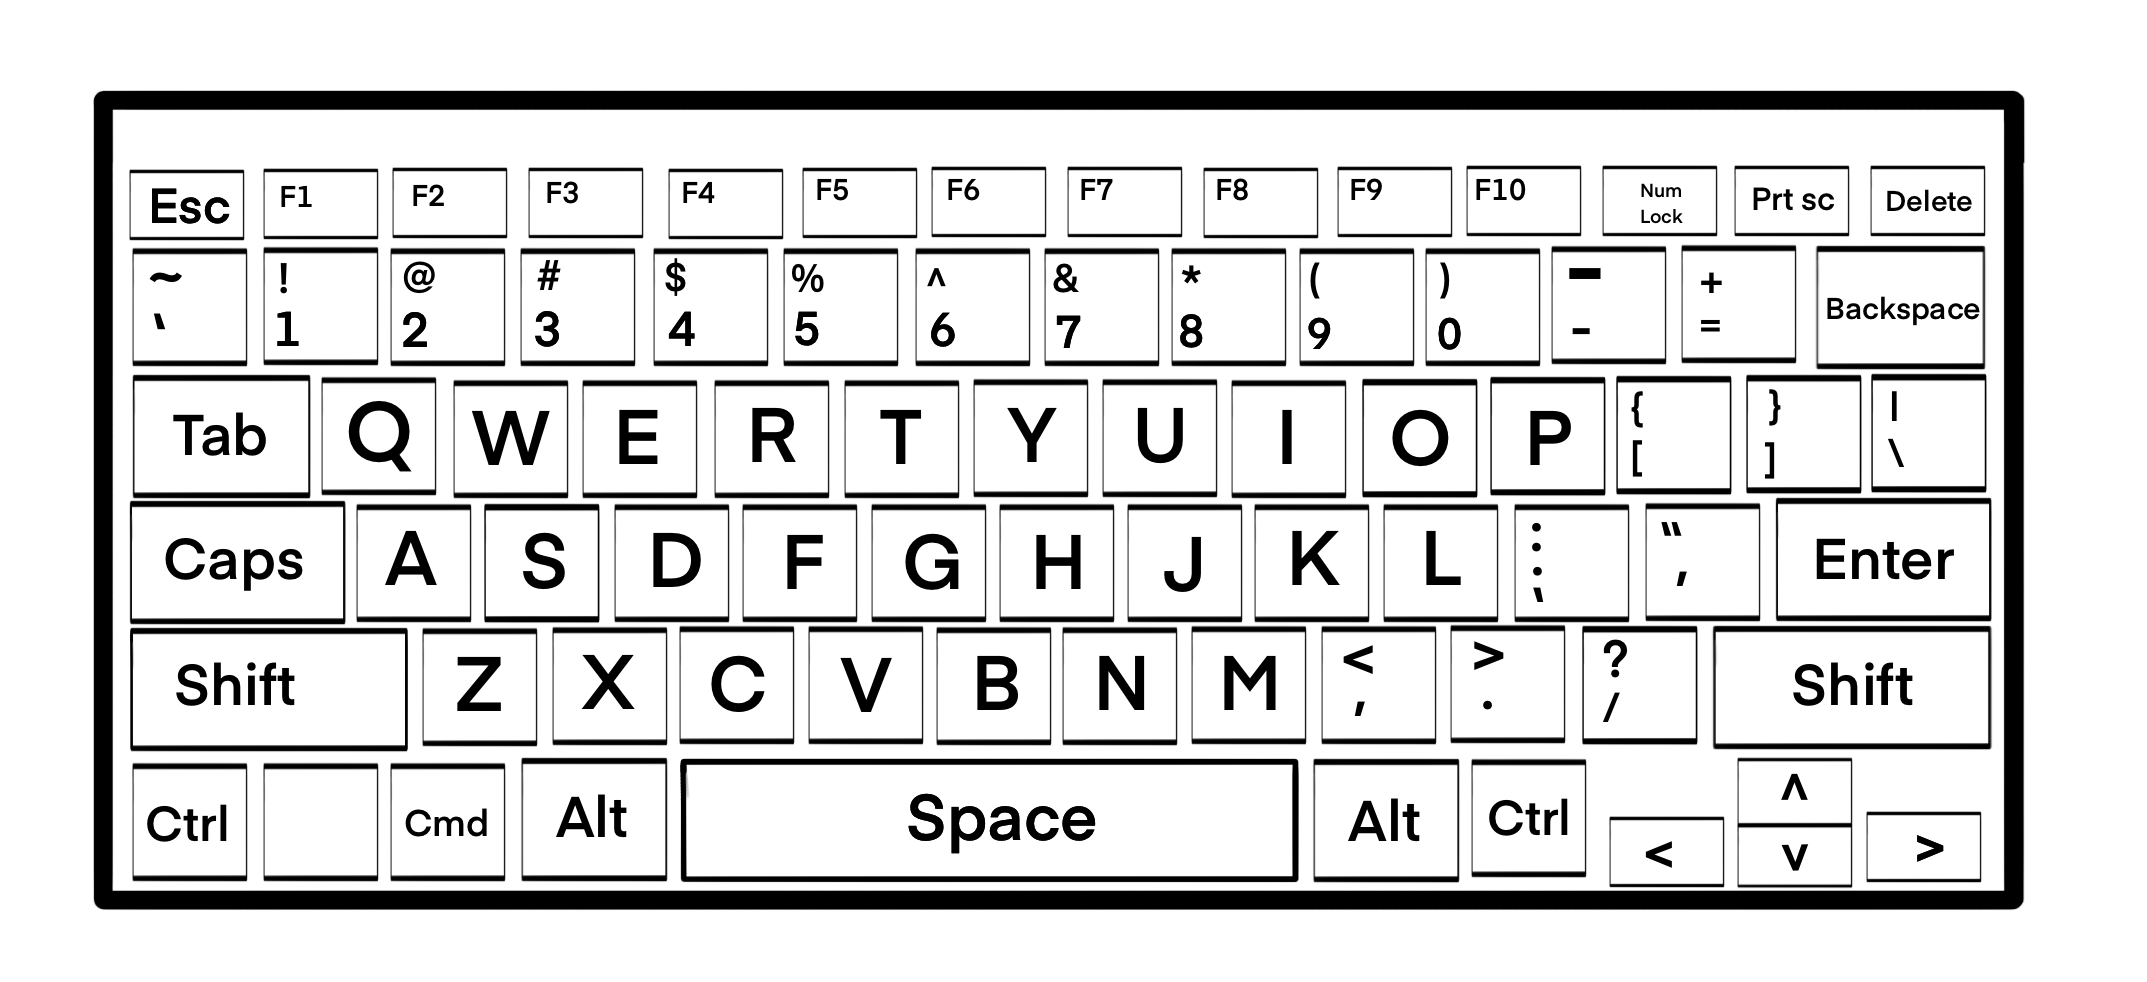 Esc F1 F2 F3 F4 F5 F6 F7 F8 F9 F10 Num Lock Prt sc Delete
~ ! @ # $ % ^ & * ( ) – +
` 1 2 3 4 5 6 7 8 9 0 - = Backspace
Tab Q W E R T Y U I O P { } |
[ ] \
Caps A S D F G H J K L : “ Enter
; ,
Shift Z X C V B N M < > ? Shift
, . /
Ctrl Cmd Alt Space Alt Ctrl < ^ v >